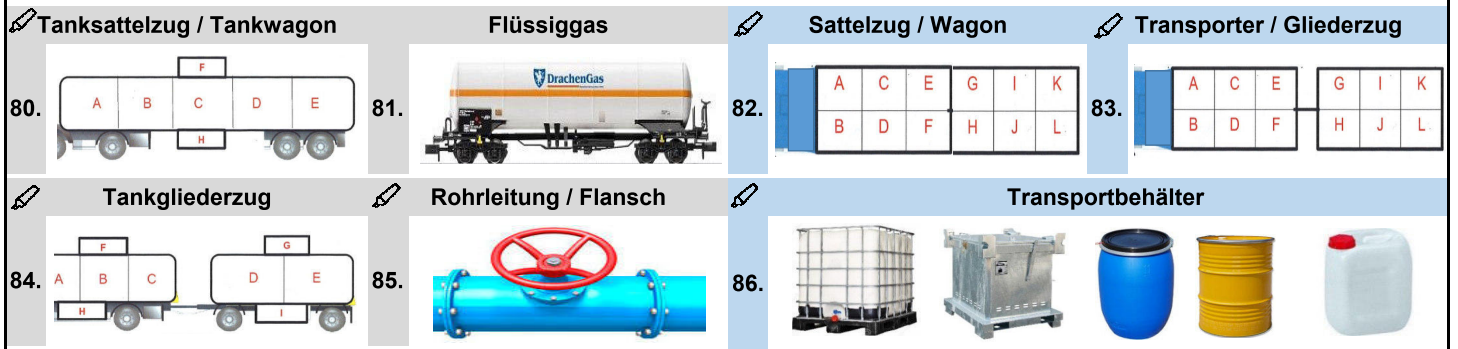 Tanksattelzug / Tankwagon
Flüssiggas
Sattelzug / Wagon
Transporter / Gliederzug
80.
F
A B C D E
H
81.
DrachenGas
82.
A C E G I K
B D F H J L
83.
A C E G I K
B D F H J L
Tankgliederzug
Rohrleitung / Flansch
Transportbehälter
84.
F G
A B C D E
H I
85.
86.